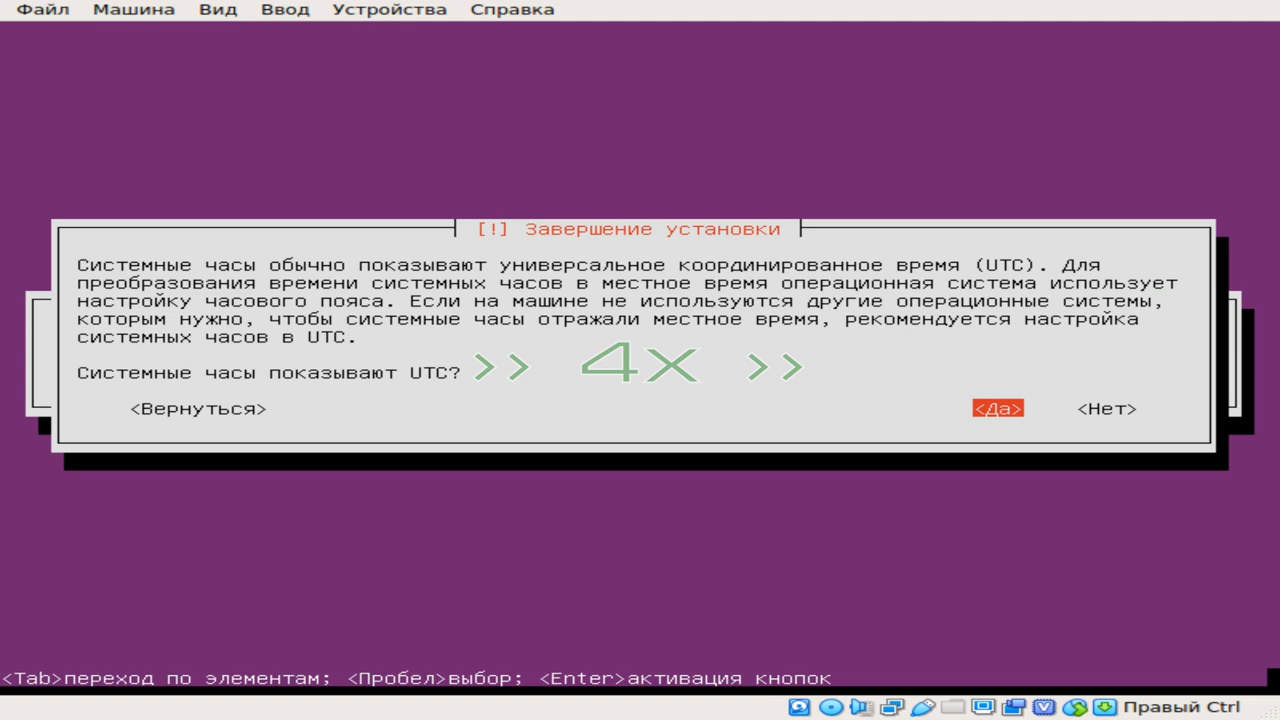 Файл Машина Вид Ввод Устройства Справка
[!] Завершение установки
Системные часы обычно показывают универсальное координированное время (UTC). Для
преобразования времени системных часов в местное время операционная система использует
настройку часового пояса. Если на машине не используются другие операционные системы,
которым нужно, чтобы системные часы отражали местное время, рекомендуется настройка
системных часов в UTC.
>> 4x >>
Системные часы показывают UTC?
<Вернуться> <Да> <Нет>
<Tab>переход по элементам; <Пробел>выбор; <Enter>активация кнопок
Правый Ctrl